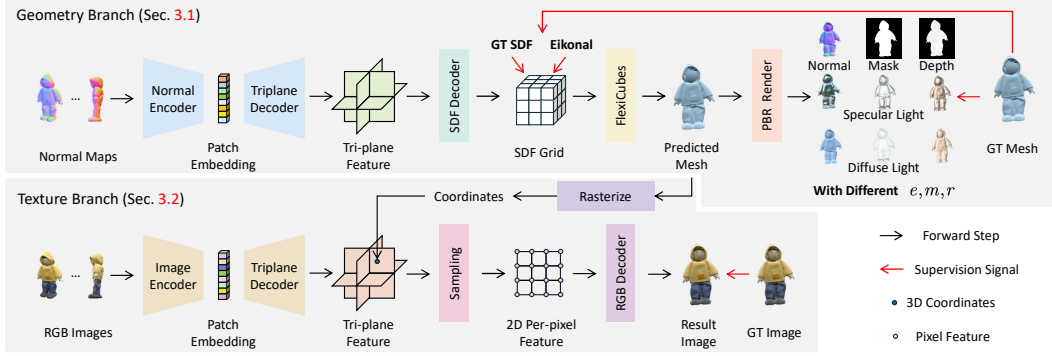 Geometry Branch (Sec. 3.1)
Normal Maps
...
Normal
Encoder
Patch
Embedding
Triplane
Decoder
Tri-plane
Feature
SDF Decoder
GT SDF
Eikonal
SDF Grid
FlexiCubes
Predicted
Mesh
PBR Render
Normal
Mask
Depth
Specular Light
Diffuse Light
With Different e, m, r
GT Mesh
Texture Branch (Sec. 3.2)
Coordinates
Rasterize
RGB Images
...
Image
Encoder
Patch
Embedding
Triplane
Decoder
Tri-plane
Feature
Sampling
2D Per-pixel
Feature
RGB Decoder
Result
Image
GT Image
Forward Step
Supervision Signal
3D Coordinates
Pixel Feature